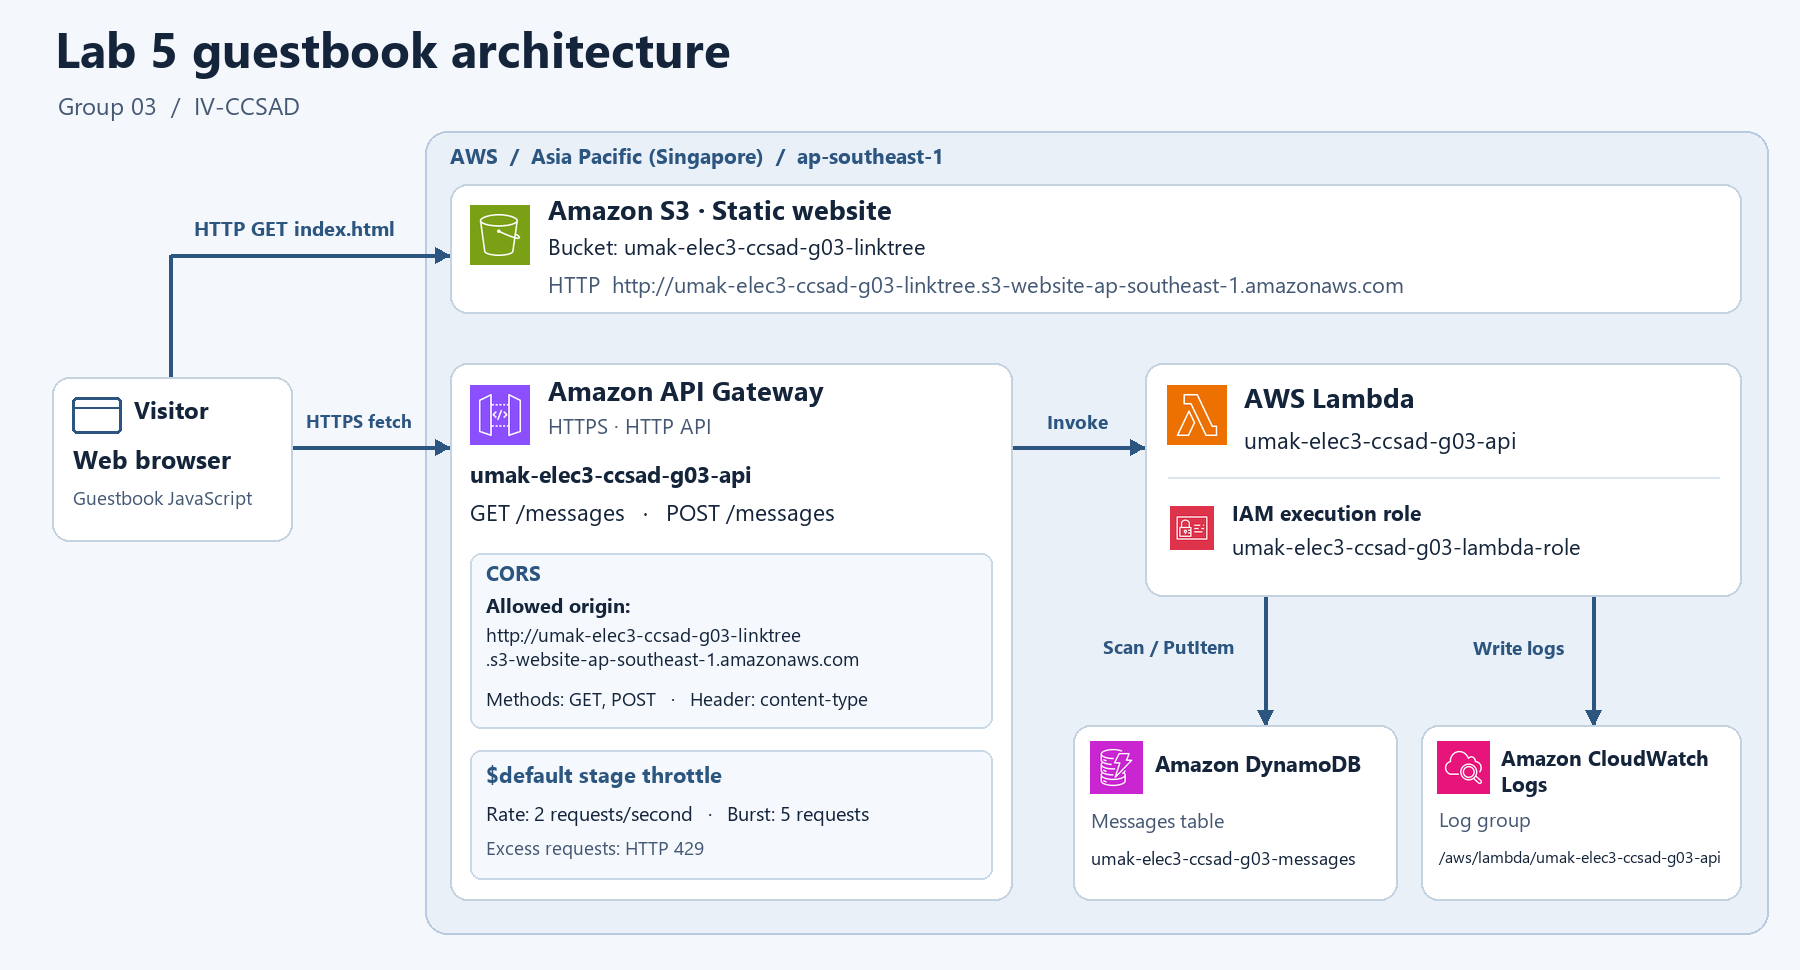 Lab 5 guestbook architecture
Group 03 / IV-CCSAD
AWS / Asia Pacific (Singapore) / ap-southeast-1
HTTP GET index.html
Amazon S3 · Static website
Bucket: umak-elec3-ccsad-g03-linktree
HTTP http://umak-elec3-ccsad-g03-linktree.s3-website-ap-southeast-1.amazonaws.com
Visitor
Web browser
Guestbook JavaScript
HTTPS fetch
Amazon API Gateway
HTTPS · HTTP API
umak-elec3-ccsad-g03-api
GET /messages · POST /messages
CORS
Allowed origin:
http://umak-elec3-ccsad-g03-linktree
.s3-website-ap-southeast-1.amazonaws.com
Methods: GET, POST · Header: content-type
$default stage throttle
Rate: 2 requests/second · Burst: 5 requests
Excess requests: HTTP 429
Invoke
AWS Lambda
umak-elec3-ccsad-g03-api
IAM execution role
umak-elec3-ccsad-g03-lambda-role
Scan / PutItem
Write logs
Amazon DynamoDB
Messages table
umak-elec3-ccsad-g03-messages
Amazon CloudWatch
Logs
Log group
/aws/lambda/umak-elec3-ccsad-g03-api